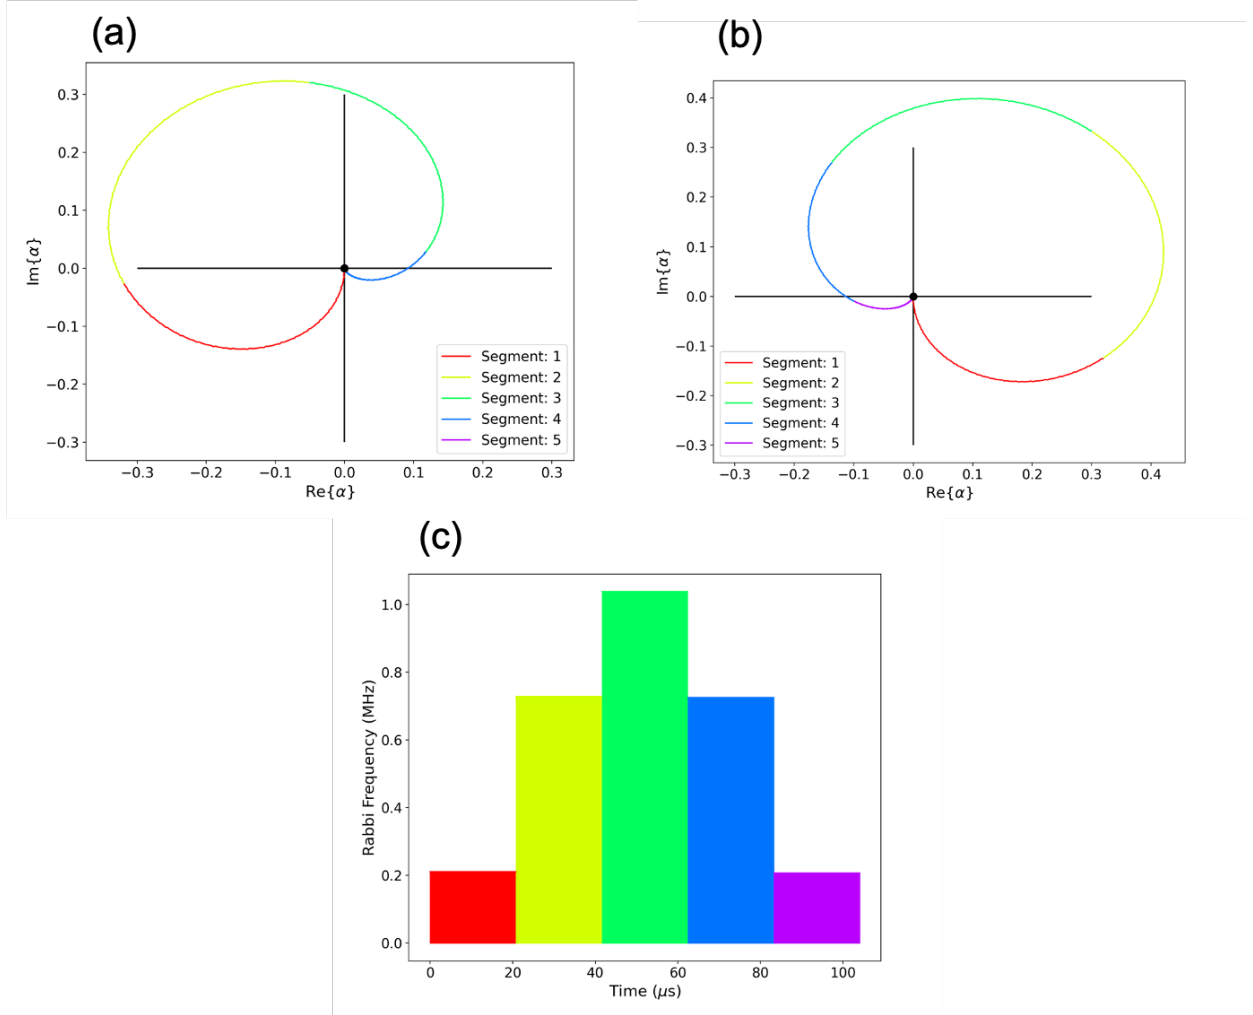 (a)
0.3
0.2
0.1
0.0
−0.1
−0.2
−0.3
Im{α}
−0.3 −0.2 −0.1 0.0 0.1 0.2 0.3
Re{α}
Segment: 1
Segment: 2
Segment: 3
Segment: 4
Segment: 5
(b)
0.4
0.3
0.2
0.1
0.0
−0.1
−0.2
−0.3
Im{α}
−0.3 −0.2 −0.1 0.0 0.1 0.2 0.3 0.4
Re{α}
Segment: 1
Segment: 2
Segment: 3
Segment: 4
Segment: 5
(c)
1.0
0.8
0.6
0.4
0.2
0.0
Rabbi Frequency (MHz)
0 20 40 60 80 100
Time (μs)